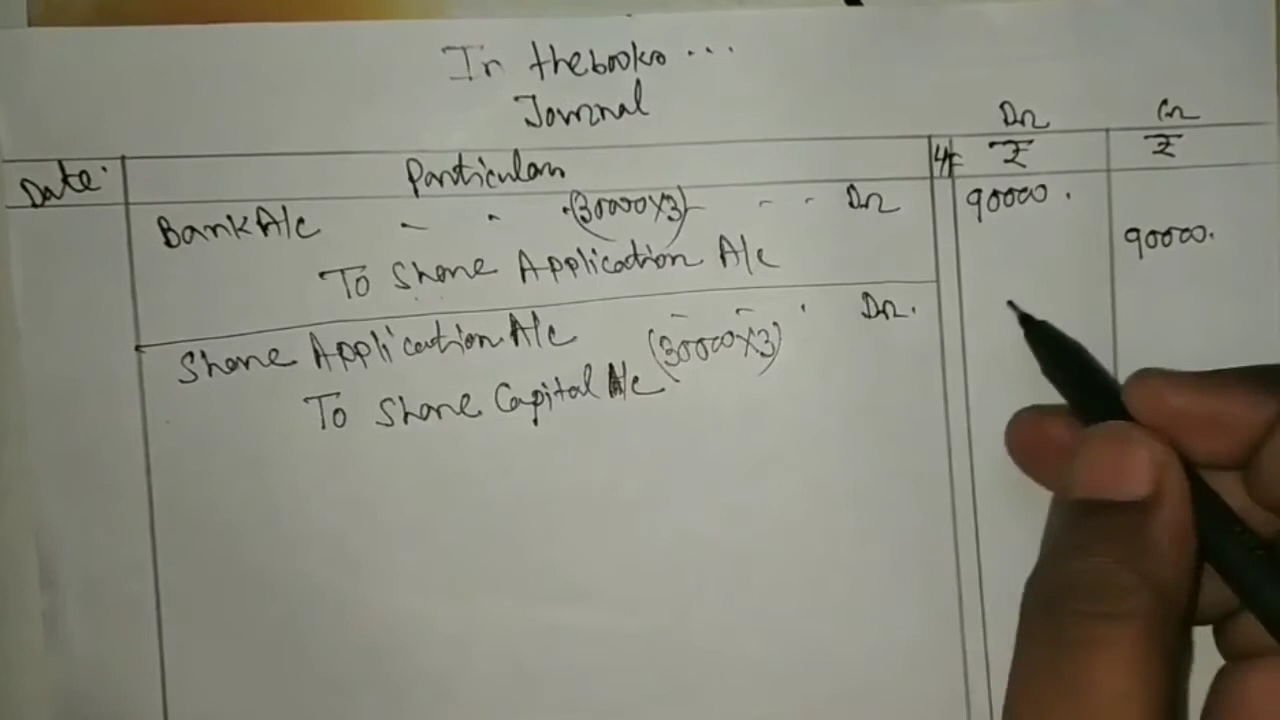 In the books ...
Journal
Dr Cr
Date. Particulars L/F ₹ ₹
Bank A/c - - (30000x3) - - Dr 90000.
To Share Application A/c 90000.
Share Application A/c (30000x3) Dr.
To Share Capital A/c